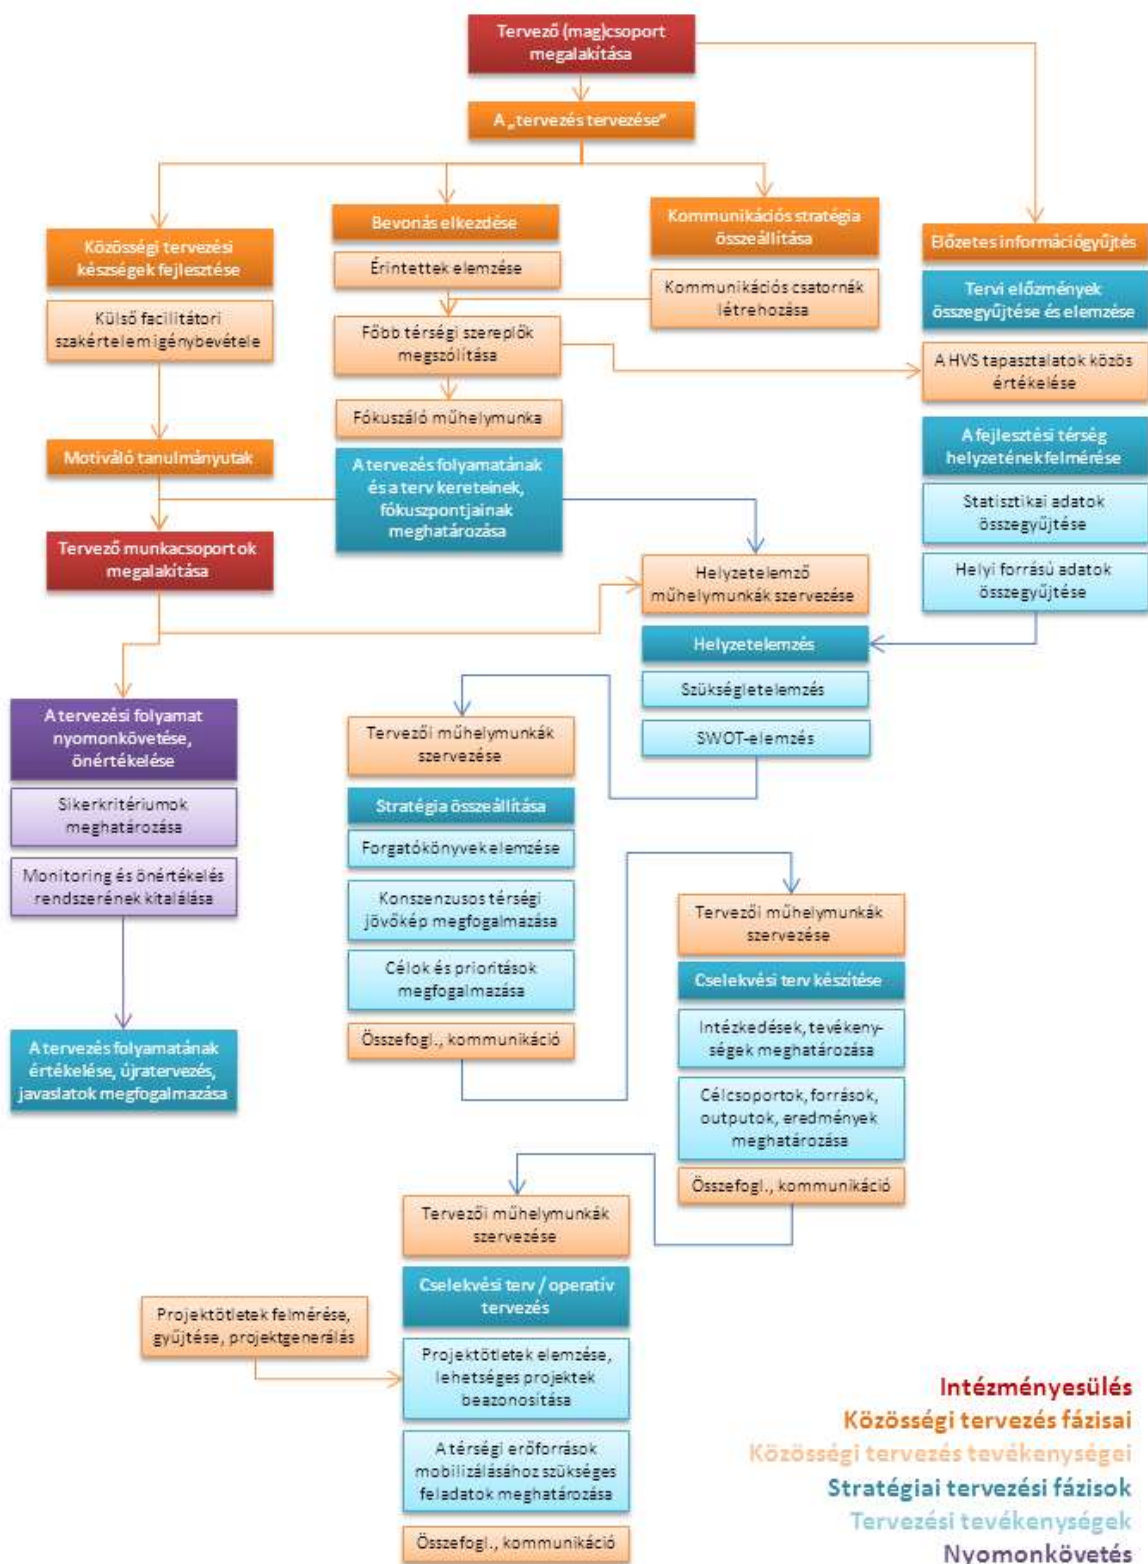 Tervező (mag)csoport
megalakítása
A „tervezés tervezése"
Közösségi tervezési
készségek fejlesztése
Külső facilitátori
szakértelem igénybevétele
Motiváló tanulmányutak
Tervező munkacsoportok
megalakítása
Bevonás elkezdése
Érintettek elemzése
Főbb térségi szereplők
megszólítása
Fókuszáló műhelymunka
A tervezés folyamatának
és a terv kereteinek,
fókuszpontjainak
meghatározása
Kommunikációs stratégia
összeállítása
Kommunikációs csatornák
létrehozása
Előzetes információgyűjtés
Tervi előzmények
összegyűjtése és elemzése
A HVS tapasztalatok közös
értékelése
A fejlesztési térség
helyzetének felmérése
Statisztikai adatok
összegyűjtése
Helyi forrású adatok
összegyűjtése
Helyzetelemző
műhelymunkák szervezése
Helyzetelemzés
Szükségletelemzés
SWOT-elemzés
A tervezési folyamat
nyomonkövetése,
önértékelése
Sikerkritériumok
meghatározása
Monitoring és önértékelés
rendszerének kitalálása
A tervezés folyamatának
értékelése, újratervezés,
javaslatok megfogalmazása
Tervezői műhelymunkák
szervezése
Stratégia összeállítása
Forgatókönyvek elemzése
Konszenzusos térségi
jövőkép megfogalmazása
Célok és prioritások
megfogalmazása
Összefogl., kommunikáció
Tervezői műhelymunkák
szervezése
Cselekvési terv készítése
Intézkedések, tevékeny-
ségek meghatározása
Célcsoportok, források,
outputok, eredmények
meghatározása
Összefogl., kommunikáció
Tervezői műhelymunkák
szervezése
Cselekvési terv / operatív
tervezés
Projektötletek felmérése,
gyűjtése, projektgenerálás
Projektötletek elemzése,
lehetséges projektek
beazonosítása
A térségi erőforrások
mobilizálásához szükséges
feladatok meghatározása
Összefogl., kommunikáció
Intézményesülés
Közösségi tervezés fázisai
Közösségi tervezés tevékenységei
Stratégiai tervezési fázisok
Tervezési tevékenységek
Nyomonkövetés